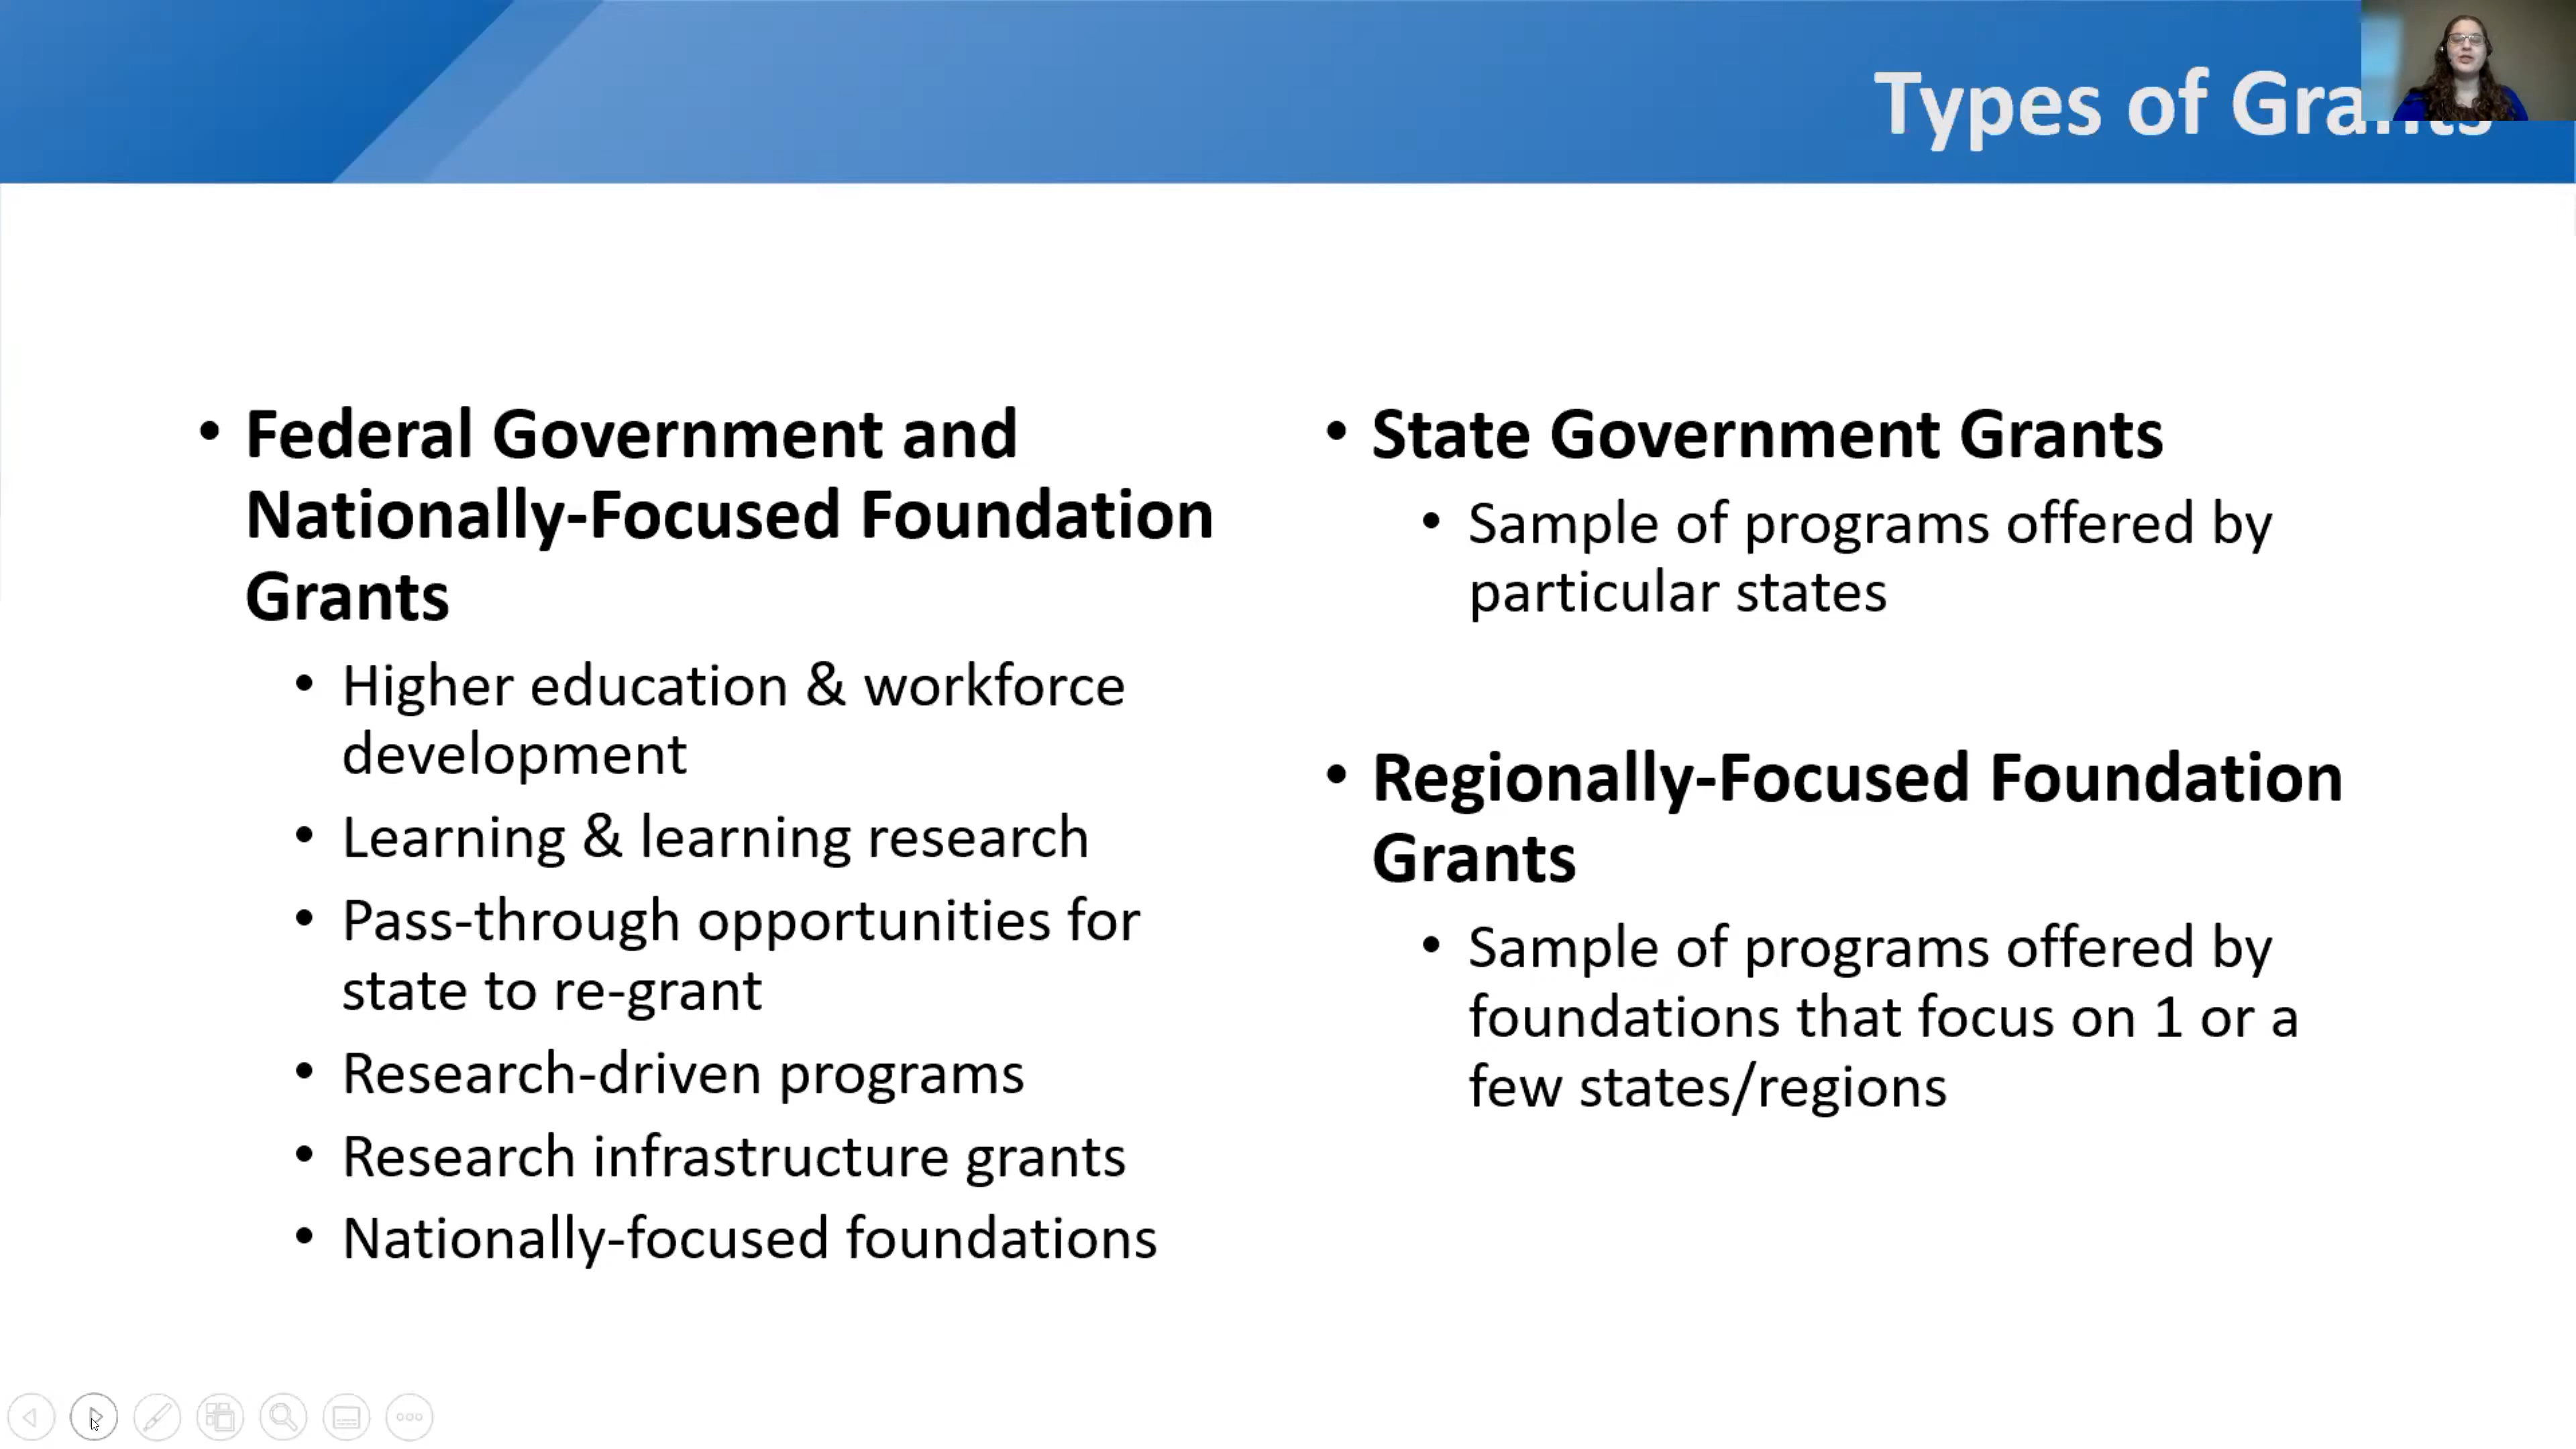 Types of Grants
• Federal Government and
Nationally-Focused Foundation
Grants
• Higher education & workforce
development
• Learning & learning research
• Pass-through opportunities for
state to re-grant
• Research-driven programs
• Research infrastructure grants
• Nationally-focused foundations
• State Government Grants
• Sample of programs offered by
particular states
• Regionally-Focused Foundation
Grants
• Sample of programs offered by
foundations that focus on 1 or a
few states/regions